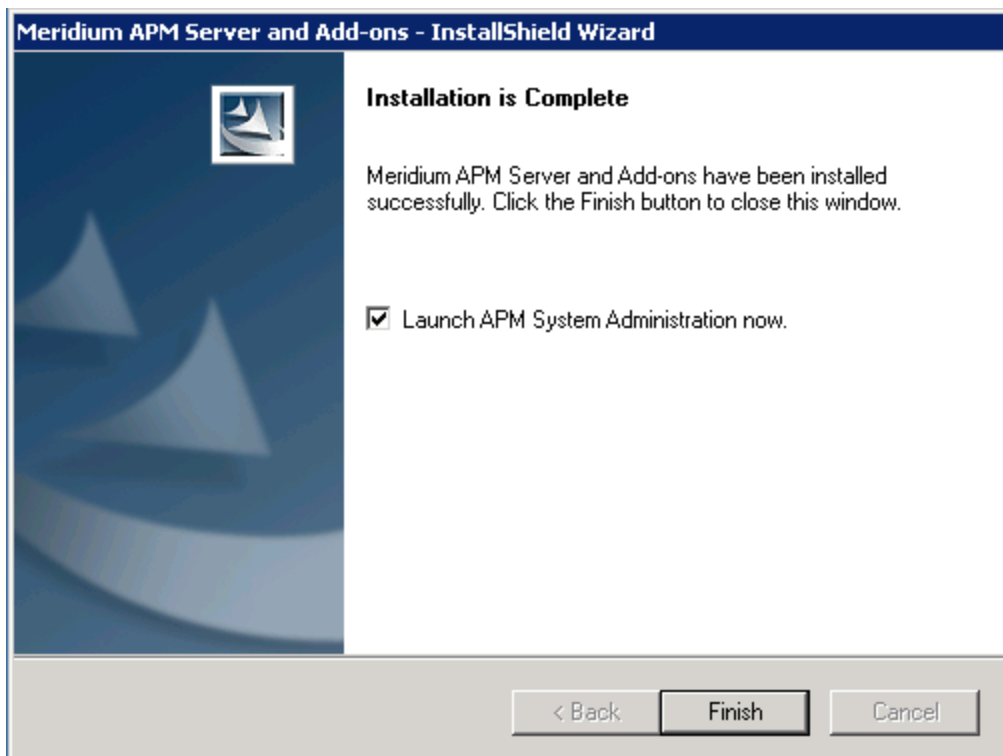 Meridium APM Server and Add-ons - InstallShield Wizard
Installation is Complete
Meridium APM Server and Add-ons have been installed
successfully. Click the Finish button to close this window.
Launch APM System Administration now.
< Back
Finish
Cancel